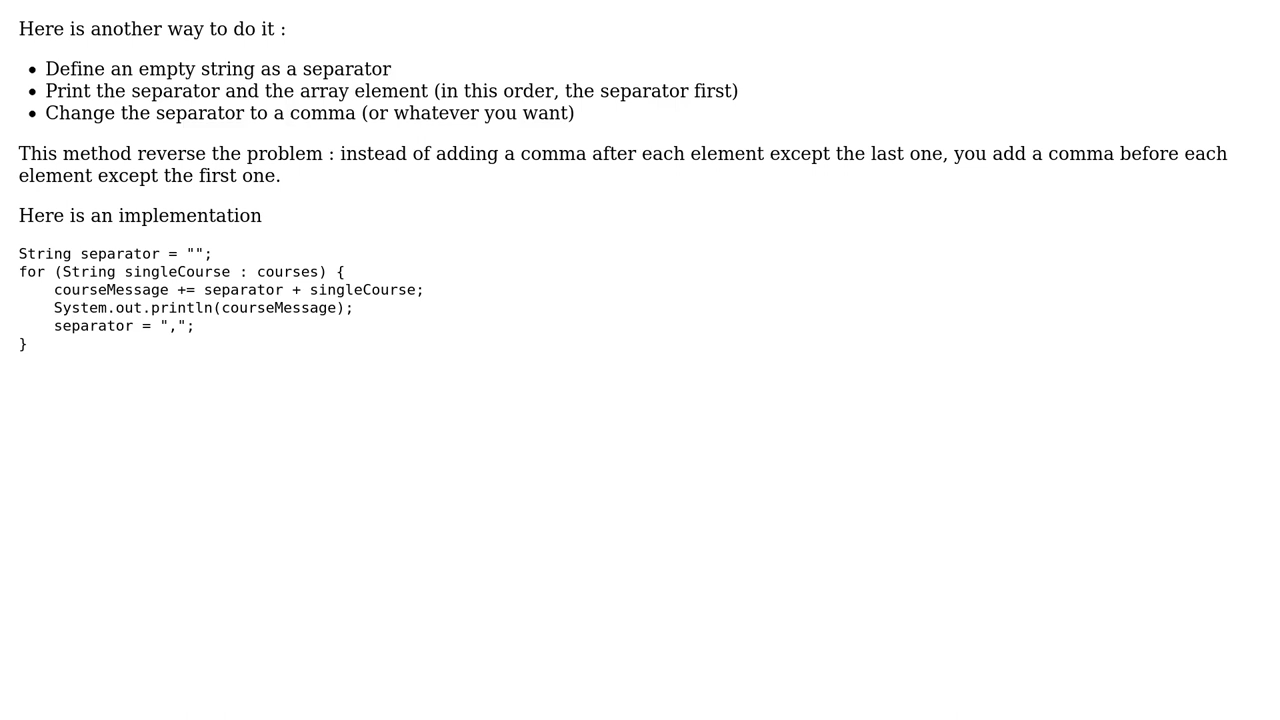 Here is another way to do it :
• Define an empty string as a separator
• Print the separator and the array element (in this order, the separator first)
• Change the separator to a comma (or whatever you want)
This method reverse the problem : instead of adding a comma after each element except the last one, you add a comma before each
element except the first one.
Here is an implementation
String separator = "";
for (String singleCourse : courses) {
    courseMessage += separator + singleCourse;
    System.out.println(courseMessage);
    separator = ",";
}